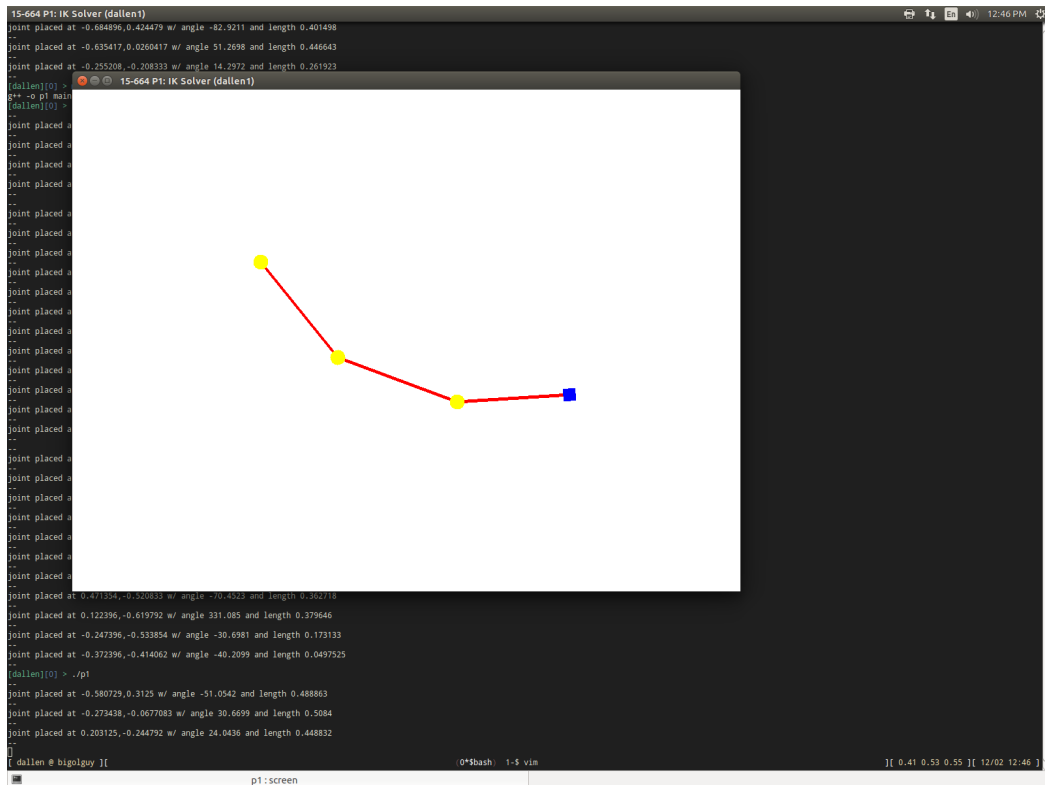 15-664 P1: IK Solver (dallen1)
En
12:46 PM
joint placed at -0.684896,0.424479 w/ angle -82.9211 and length 0.401498
--
joint placed at -0.635417,0.0260417 w/ angle 51.2698 and length 0.446643
--
joint placed at -0.255208,-0.208333 w/ angle 14.2972 and length 0.261923
--
[dallen][0] >
15-664 P1: IK Solver (dallen1)
g++ -o p1 main
[dallen][0] >
--
joint placed a
--
joint placed a
--
joint placed a
--
joint placed a
--
--
joint placed a
--
joint placed a
--
joint placed a
--
joint placed a
--
joint placed a
--
joint placed a
--
joint placed a
--
joint placed a
--
joint placed a
--
joint placed a
--
joint placed a
--
joint placed a
--
--
joint placed a
--
joint placed a
--
joint placed a
--
joint placed a
--
joint placed a
--
joint placed a
--
joint placed a
--
joint placed at 0.471354,-0.520833 w/ angle -70.4523 and length 0.362718
--
joint placed at 0.122396,-0.619792 w/ angle 331.085 and length 0.379646
--
joint placed at -0.247396,-0.533854 w/ angle -30.6981 and length 0.173133
--
joint placed at -0.372396,-0.414062 w/ angle -40.2099 and length 0.0497525
--
[dallen][0] > ./p1
--
joint placed at -0.580729,0.3125 w/ angle -51.0542 and length 0.488863
--
joint placed at -0.273438,-0.0677083 w/ angle 30.6699 and length 0.5084
--
joint placed at 0.203125,-0.244792 w/ angle 24.0436 and length 0.448832
--
[ dallen @ bigolguy ][ (0*$bash) 1-$ vim ][ 0.41 0.53 0.55 ][ 12/02 12:46 ]
p1 : screen